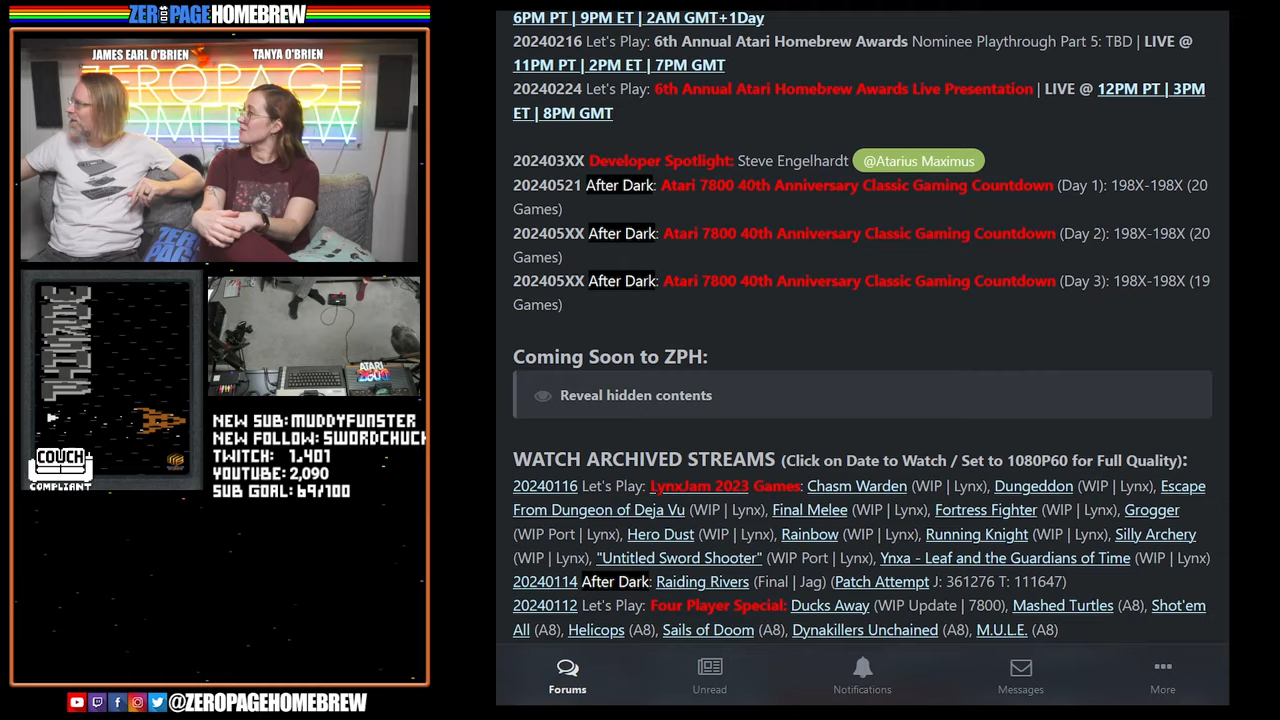 ZEROPAGEHOMEBREW
JAMES EARL O'BRIEN
TANYA O'BRIEN
ZEROPAGE
HOMEBREW
ATARI
2600
COUCH
COMPLIANT
NEW SUB: MUDDYFUNSTER
NEW FOLLOW: SWORDCHUCK
TWITCH: 1,401
YOUTUBE: 2,090
SUB GOAL: 69/100
@ZEROPAGEHOMEBREW
6PM PT | 9PM ET | 2AM GMT+1Day
20240216 Let's Play: 6th Annual Atari Homebrew Awards Nominee Playthrough Part 5: TBD | LIVE @
11PM PT | 2PM ET | 7PM GMT
20240224 Let's Play: 6th Annual Atari Homebrew Awards Live Presentation | LIVE @ 12PM PT | 3PM
ET | 8PM GMT
202403XX Developer Spotlight: Steve Engelhardt @Atarius Maximus
20240521 After Dark: Atari 7800 40th Anniversary Classic Gaming Countdown (Day 1): 198X-198X (20
Games)
202405XX After Dark: Atari 7800 40th Anniversary Classic Gaming Countdown (Day 2): 198X-198X (20
Games)
202405XX After Dark: Atari 7800 40th Anniversary Classic Gaming Countdown (Day 3): 198X-198X (19
Games)
Coming Soon to ZPH:
Reveal hidden contents
WATCH ARCHIVED STREAMS (Click on Date to Watch / Set to 1080P60 for Full Quality):
20240116 Let's Play: LynxJam 2023 Games: Chasm Warden (WIP | Lynx), Dungeddon (WIP | Lynx), Escape
From Dungeon of Deja Vu (WIP | Lynx), Final Melee (WIP | Lynx), Fortress Fighter (WIP | Lynx), Grogger
(WIP Port | Lynx), Hero Dust (WIP | Lynx), Rainbow (WIP | Lynx), Running Knight (WIP | Lynx), Silly Archery
(WIP | Lynx), "Untitled Sword Shooter" (WIP Port | Lynx), Ynxa - Leaf and the Guardians of Time (WIP | Lynx)
20240114 After Dark: Raiding Rivers (Final | Jag) (Patch Attempt J: 361276 T: 111647)
20240112 Let's Play: Four Player Special: Ducks Away (WIP Update | 7800), Mashed Turtles (A8), Shot'em
All (A8), Helicops (A8), Sails of Doom (A8), Dynakillers Unchained (A8), M.U.L.E. (A8)
Forums
Unread
Notifications
Messages
More